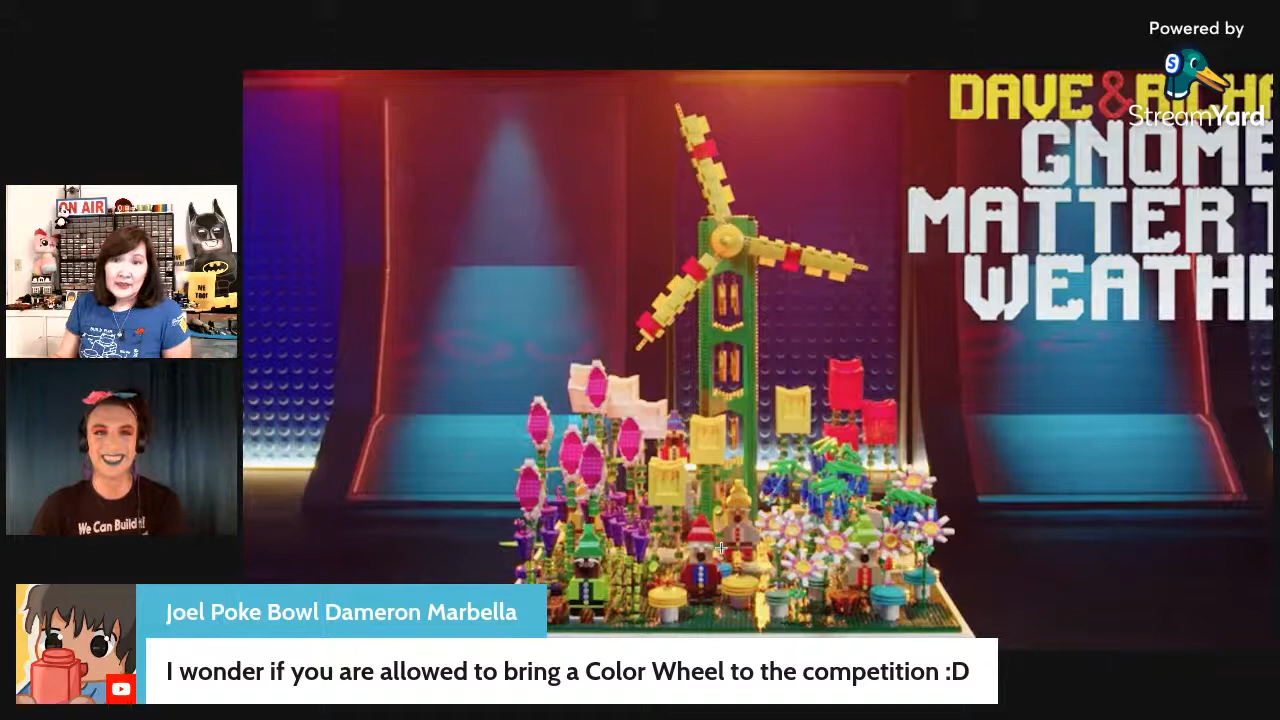 Powered by
StreamYard
DAVE & RICHA
GNOME
MATTER T
WEATHE
ON AIR
We Can Build it!
Joel Poke Bowl Dameron Marbella
I wonder if you are allowed to bring a Color Wheel to the competition :D